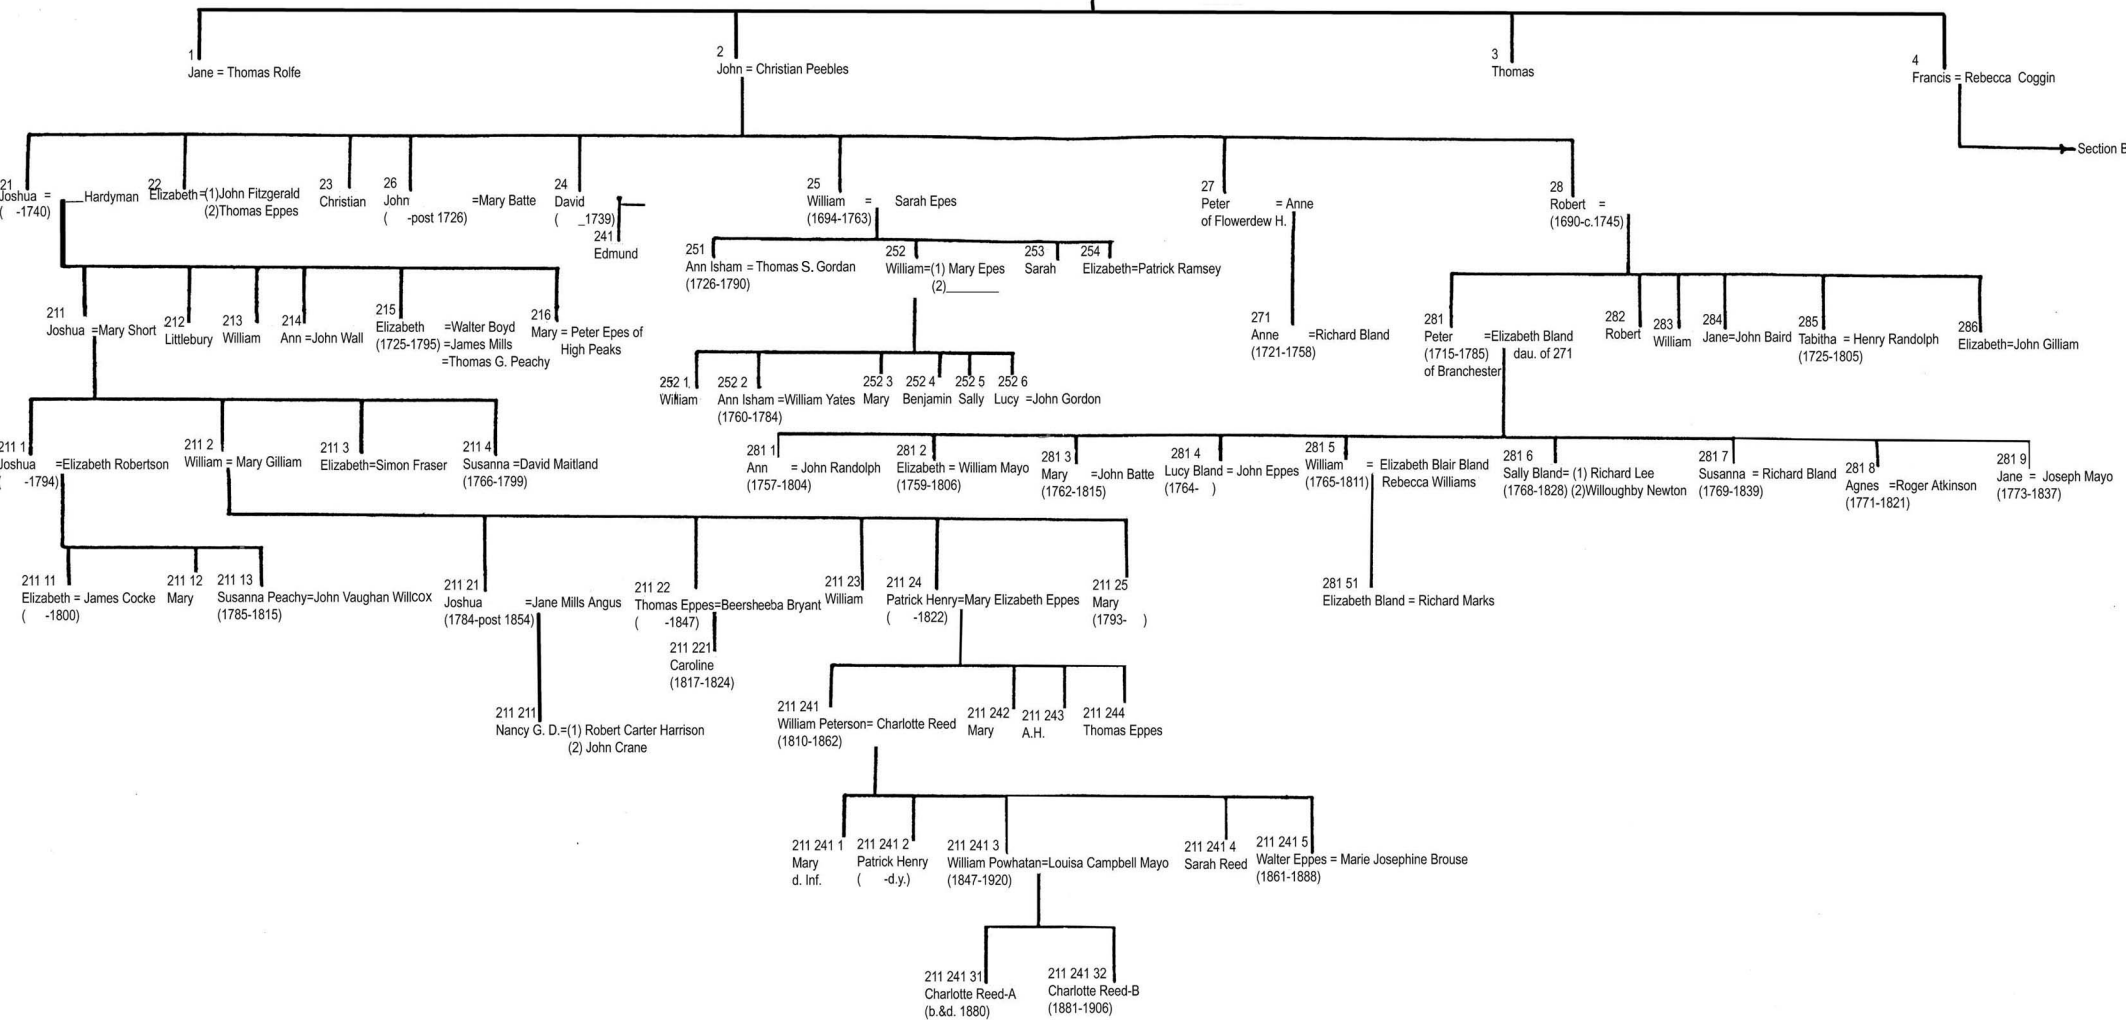 1
Jane = Thomas Rolfe
2
John = Christian Peebles
3
Thomas
4
Francis = Rebecca Coggin
Section B
21
Joshua = ___Hardyman
( -1740)
22
Elizabeth=(1)John Fitzgerald
(2)Thomas Eppes
23
Christian
26
John =Mary Batte
( -post 1726)
24
David
( _1739)
241
Edmund
25
William = Sarah Epes
(1694-1763)
27
Peter = Anne
of Flowerdew H.
28
Robert =
(1690-c.1745)
251
Ann Isham = Thomas S. Gordan
(1726-1790)
252
William=(1) Mary Epes
(2)________
253
Sarah
254
Elizabeth=Patrick Ramsey
211
Joshua =Mary Short
212
Littlebury
213
William
214
Ann =John Wall
215
Elizabeth =Walter Boyd
(1725-1795) =James Mills
=Thomas G. Peachy
216
Mary = Peter Epes of
High Peaks
271
Anne =Richard Bland
(1721-1758)
281
Peter =Elizabeth Bland
(1715-1785) dau. of 271
of Branchester
282
Robert
283
William
284
Jane=John Baird
285
Tabitha = Henry Randolph
(1725-1805)
286
Elizabeth=John Gilliam
252 1
William
252 2
Ann Isham =William Yates
(1760-1784)
252 3
Mary
252 4
Benjamin
252 5
Sally
252 6
Lucy =John Gordon
211 1
Joshua =Elizabeth Robertson
( -1794)
211 2
William = Mary Gilliam
211 3
Elizabeth=Simon Fraser
211 4
Susanna =David Maitland
(1766-1799)
281 1
Ann = John Randolph
(1757-1804)
281 2
Elizabeth = William Mayo
(1759-1806)
281 3
Mary =John Batte
(1762-1815)
281 4
Lucy Bland = John Eppes
(1764- )
281 5
William = Elizabeth Blair Bland
(1765-1811) Rebecca Williams
281 6
Sally Bland= (1) Richard Lee
(1768-1828) (2)Willoughby Newton
281 7
Susanna = Richard Bland
(1769-1839)
281 8
Agnes =Roger Atkinson
(1771-1821)
281 9
Jane = Joseph Mayo
(1773-1837)
211 11
Elizabeth = James Cocke
( -1800)
211 12
Mary
211 13
Susanna Peachy=John Vaughan Willcox
(1785-1815)
211 21
Joshua =Jane Mills Angus
(1784-post 1854)
211 22
Thomas Eppes=Beersheeba Bryant
( -1847)
211 221
Caroline
(1817-1824)
211 23
William
211 24
Patrick Henry=Mary Elizabeth Eppes
( -1822)
211 25
Mary
(1793- )
281 51
Elizabeth Bland = Richard Marks
211 211
Nancy G. D.=(1) Robert Carter Harrison
(2) John Crane
211 241
William Peterson= Charlotte Reed
(1810-1862)
211 242
Mary
211 243
A.H.
211 244
Thomas Eppes
211 241 1
Mary
d. Inf.
211 241 2
Patrick Henry
( -d.y.)
211 241 3
William Powhatan=Louisa Campbell Mayo
(1847-1920)
211 241 4
Sarah Reed
211 241 5
Walter Eppes = Marie Josephine Brouse
(1861-1888)
211 241 31
Charlotte Reed-A
(b.&d. 1880)
211 241 32
Charlotte Reed-B
(1881-1906)